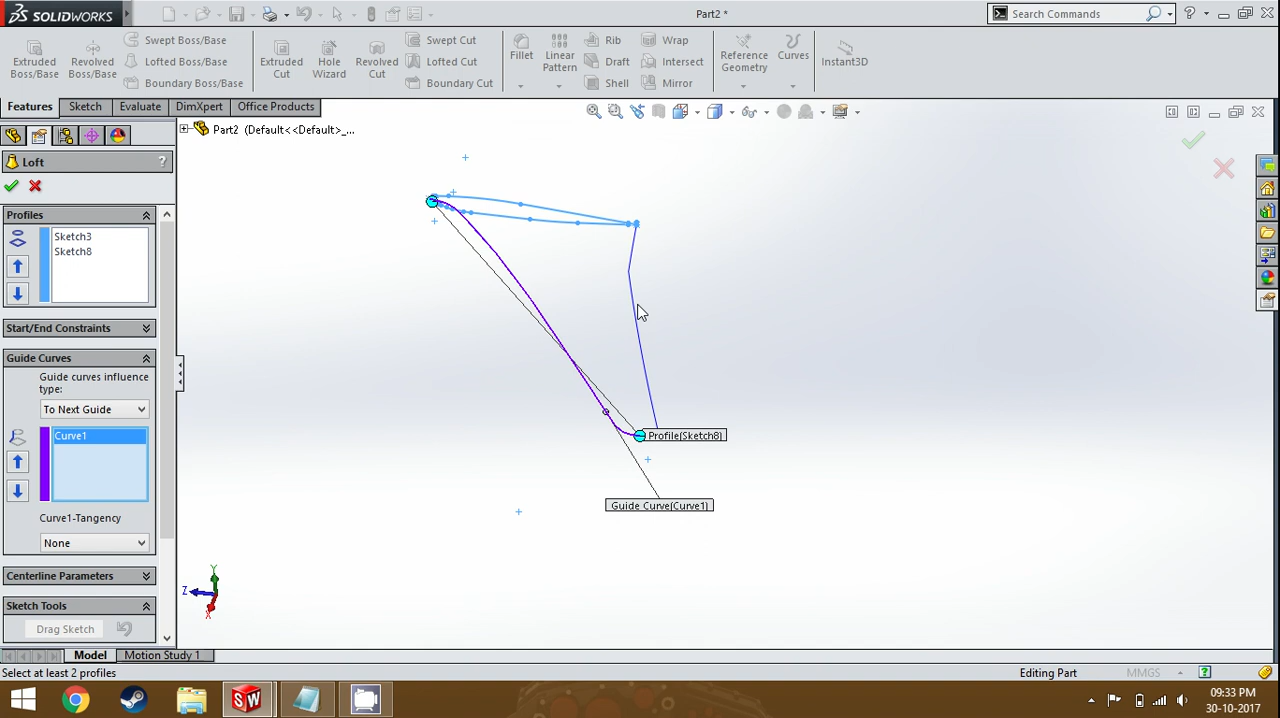 SOLIDWORKS
Part2 *
Search Commands
Extruded Boss/Base
Revolved Boss/Base
Swept Boss/Base
Lofted Boss/Base
Boundary Boss/Base
Extruded Cut
Hole Wizard
Revolved Cut
Swept Cut
Lofted Cut
Boundary Cut
Fillet
Linear Pattern
Rib
Draft
Shell
Wrap
Intersect
Mirror
Reference Geometry
Curves
Instant3D
Features
Sketch
Evaluate
DimXpert
Office Products
Part2 (Default<<Default>_...
Loft
?
Profiles
Sketch3
Sketch8
Start/End Constraints
Guide Curves
Guide curves influence
type:
To Next Guide
Curve1
Curve1-Tangency
None
Centerline Parameters
Sketch Tools
Drag Sketch
Profile(Sketch8)
Guide Curve(Curve1)
Y
Z
X
Model
Motion Study 1
Select at least 2 profiles
Editing Part
MMGS
?
SW
09:33 PM
30-10-2017